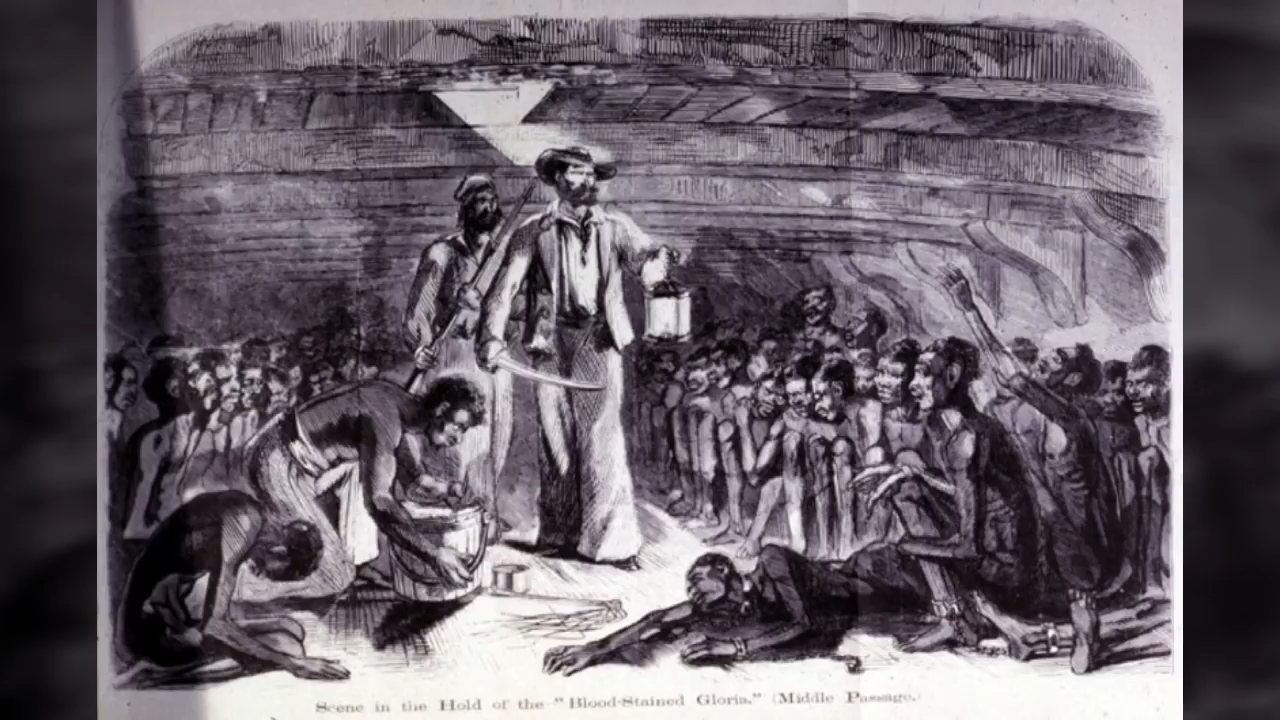 Scene in the Hold of the "Blood-Stained Gloria." (Middle Passage.)